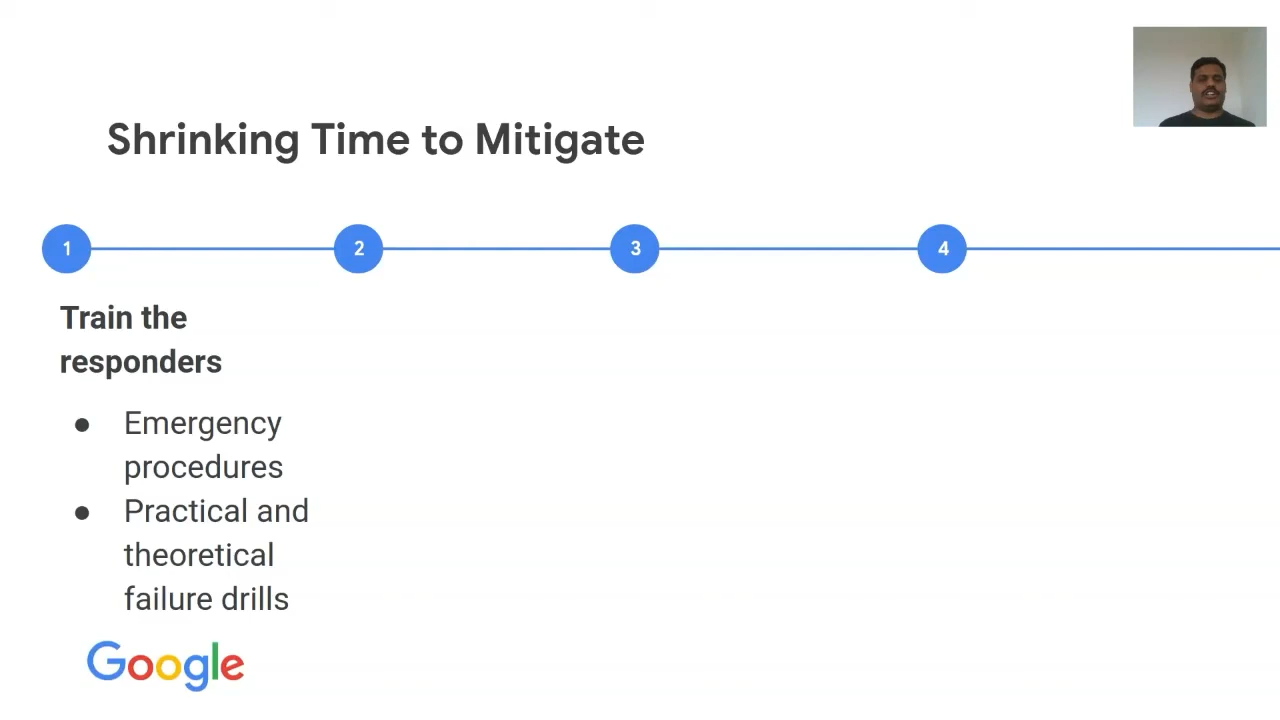 Shrinking Time to Mitigate
1
2
3
4
Train the
responders
● Emergency
procedures
● Practical and
theoretical
failure drills
Google